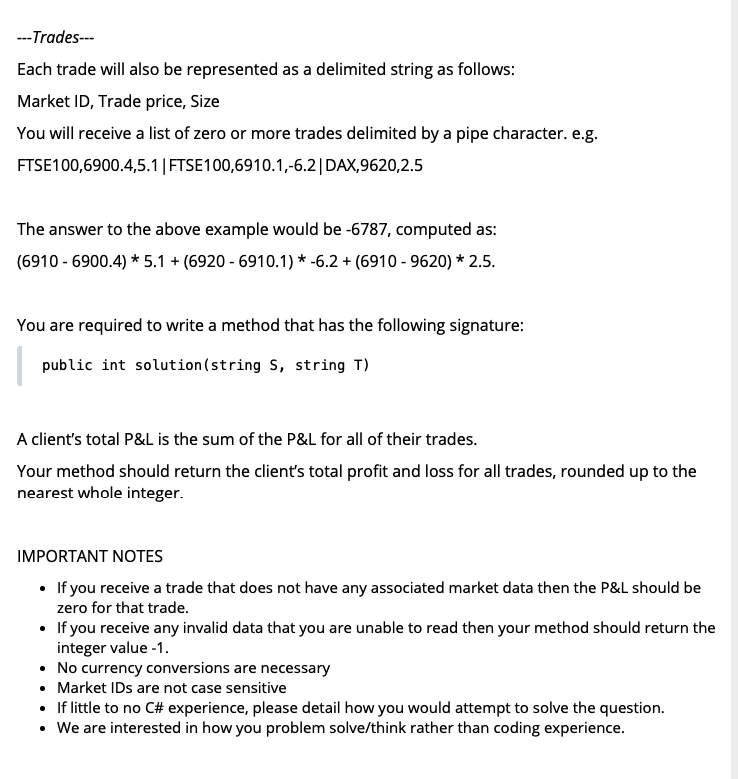 ---Trades---
Each trade will also be represented as a delimited string as follows:
Market ID, Trade price, Size
You will receive a list of zero or more trades delimited by a pipe character. e.g.
FTSE100,6900.4,5.1|FTSE100,6910.1,-6.2|DAX,9620,2.5
The answer to the above example would be -6787, computed as:
(6910 - 6900.4) * 5.1 + (6920 - 6910.1) * -6.2 + (6910 - 9620) * 2.5.
You are required to write a method that has the following signature:
public int solution(string S, string T)
A client’s total P&L is the sum of the P&L for all of their trades.
Your method should return the client’s total profit and loss for all trades, rounded up to the
nearest whole integer.
IMPORTANT NOTES
• If you receive a trade that does not have any associated market data then the P&L should be
zero for that trade.
• If you receive any invalid data that you are unable to read then your method should return the
integer value -1.
• No currency conversions are necessary
• Market IDs are not case sensitive
• If little to no C# experience, please detail how you would attempt to solve the question.
• We are interested in how you problem solve/think rather than coding experience.